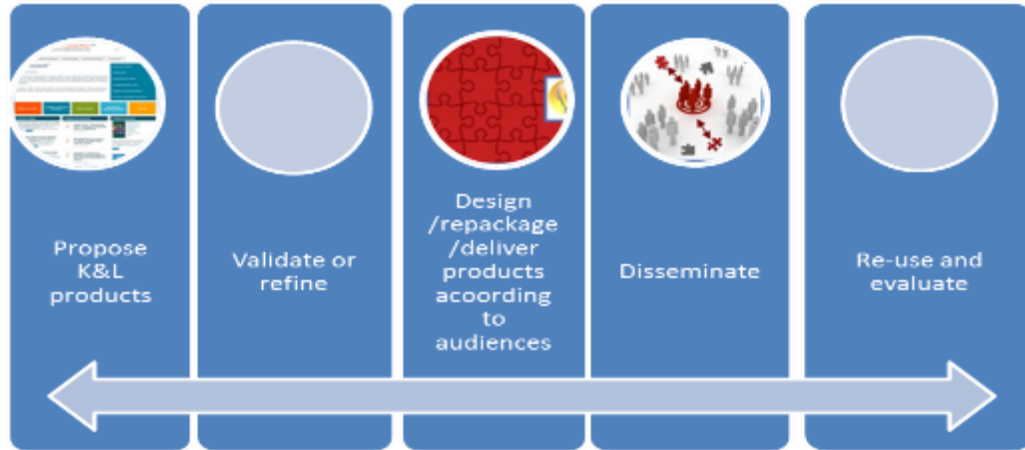 Propose
K&L
products
Validate or
refine
Design
/repackage
/deliver
products
acoording
to
audiences
Disseminate
Re-use and
evaluate